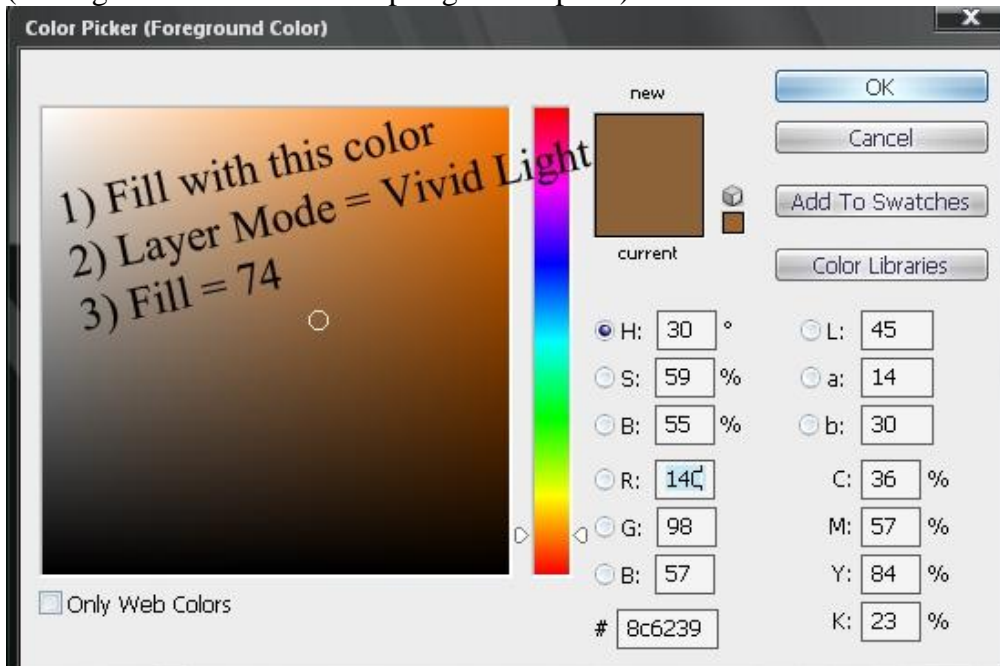 Color Picker (Foreground Color)
new
current
1) Fill with this color
2) Layer Mode = Vivid Light
3) Fill = 74
OK
Cancel
Add To Swatches
Color Libraries
H: 30 °
S: 59 %
B: 55 %
R: 140
G: 98
B: 57
# 8c6239
L: 45
a: 14
b: 30
C: 36 %
M: 57 %
Y: 84 %
K: 23 %
Only Web Colors